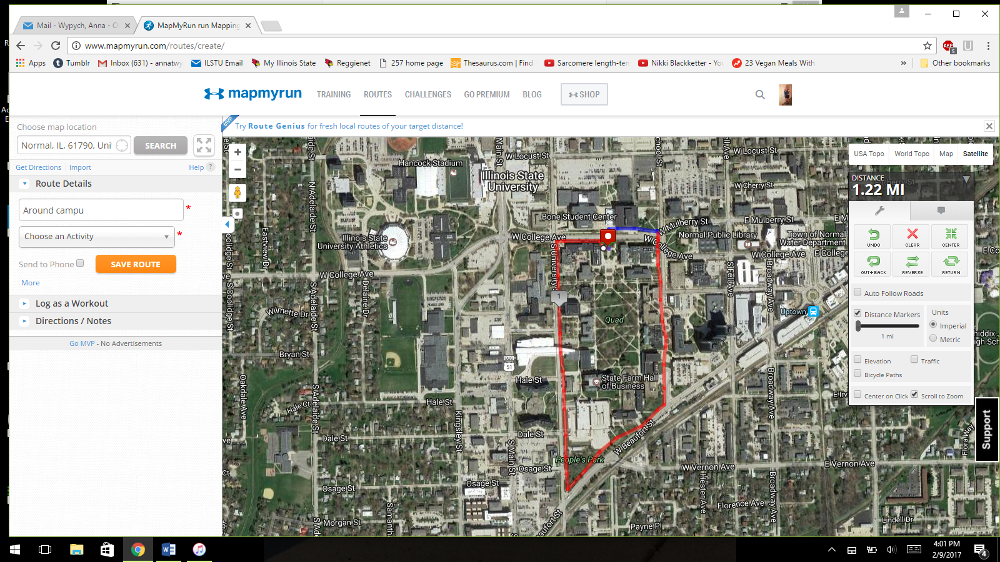 Mail - Wypych, Anna - O
MapMyRun run Mapping
www.mapmyrun.com/routes/create/
ABP
5
Apps
Tumblr
Inbox (631) - annatwy
ILSTU Email
My Illinois State
Reggienet
257 home page
Thesaurus.com | Find
Sarcomere length-ten
Nikki Blackketter - You
23 Vegan Meals With
»
Other bookmarks
mapmyrun
TRAINING
ROUTES
CHALLENGES
GO PREMIUM
BLOG
SHOP
Choose map location
Normal, IL, 61790, Uni
SEARCH
Get Directions
Import
Help ?
Route Details
Around campu *
Choose an Activity *
Send to Phone
SAVE ROUTE
More
Log as a Workout
Directions / Notes
Go MVP - No Advertisements
MVP
Try Route Genius for fresh local routes of your target distance!
+
−
USA Topo
World Topo
Map
Satellite
DISTANCE
1.22 MI
UNDO
CLEAR
CENTER
OUT+BACK
REVERSE
RETURN
Auto Follow Roads
Distance Markers
1 mi
Units
Imperial
Metric
Elevation
Traffic
Bicycle Paths
Center on Click
Scroll to Zoom
Support
W Locust St
W Locust St
Hancock Stadium
Illinois State
University
Main St
N Adelaide St
W Cherry St
Bone Student Center
W Mulberry St
E Mulberry St
Normal Public Library
Town of Normal
Water Department
Illinois State
University Athletics
W College Ave
W College Ave
W College Ave
W College Ave
E College
S University S
1
Eastview Dr
S Coolidge St
S Adelaide St
Delaine Dr
Wilmette Dr
S Fell Ave
Broadway Ave
Uptown
Quad
Bryan St
BUS
51
Hale St
State Farm Hall
of Business
Oakdale Ave
Hale Ct
Hale St
S Adelaide St
Kingsley St
Dale St
Dale St
S Main St
W Beaufort St
Broadway Ave
People's Park
Osage St
Osage St
Osage St
W Vernon Ave
E Vernon Ave
Flora Way
Hester Ave
Broadway Ave
Florence Ave
Morgan St
Payne Pl
Lindell Dr
4:01 PM
2/9/2017
4